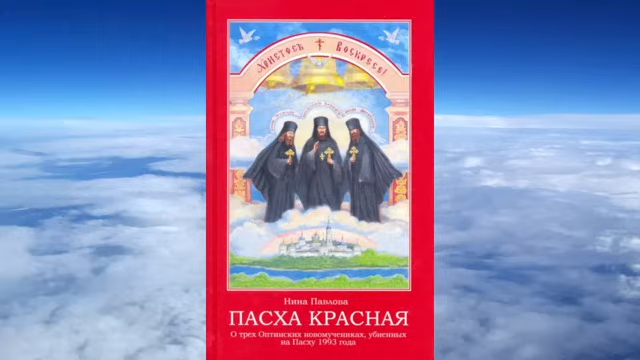 Христосъ Воскресе!
Нина Павлова
ПАСХА КРАСНАЯ
О трех Оптинских новомучениках, убиенных
на Пасху 1993 года